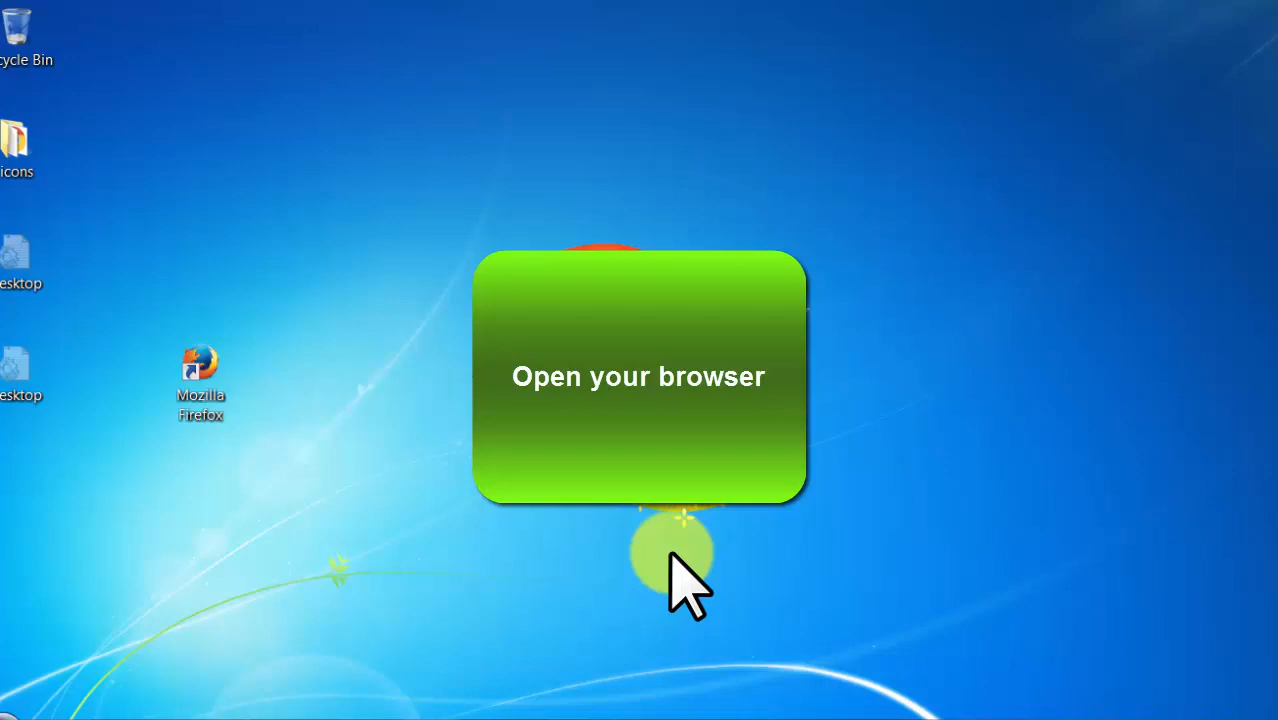 cycle Bin
icons
esktop
esktop
Mozilla
Firefox
Open your browser